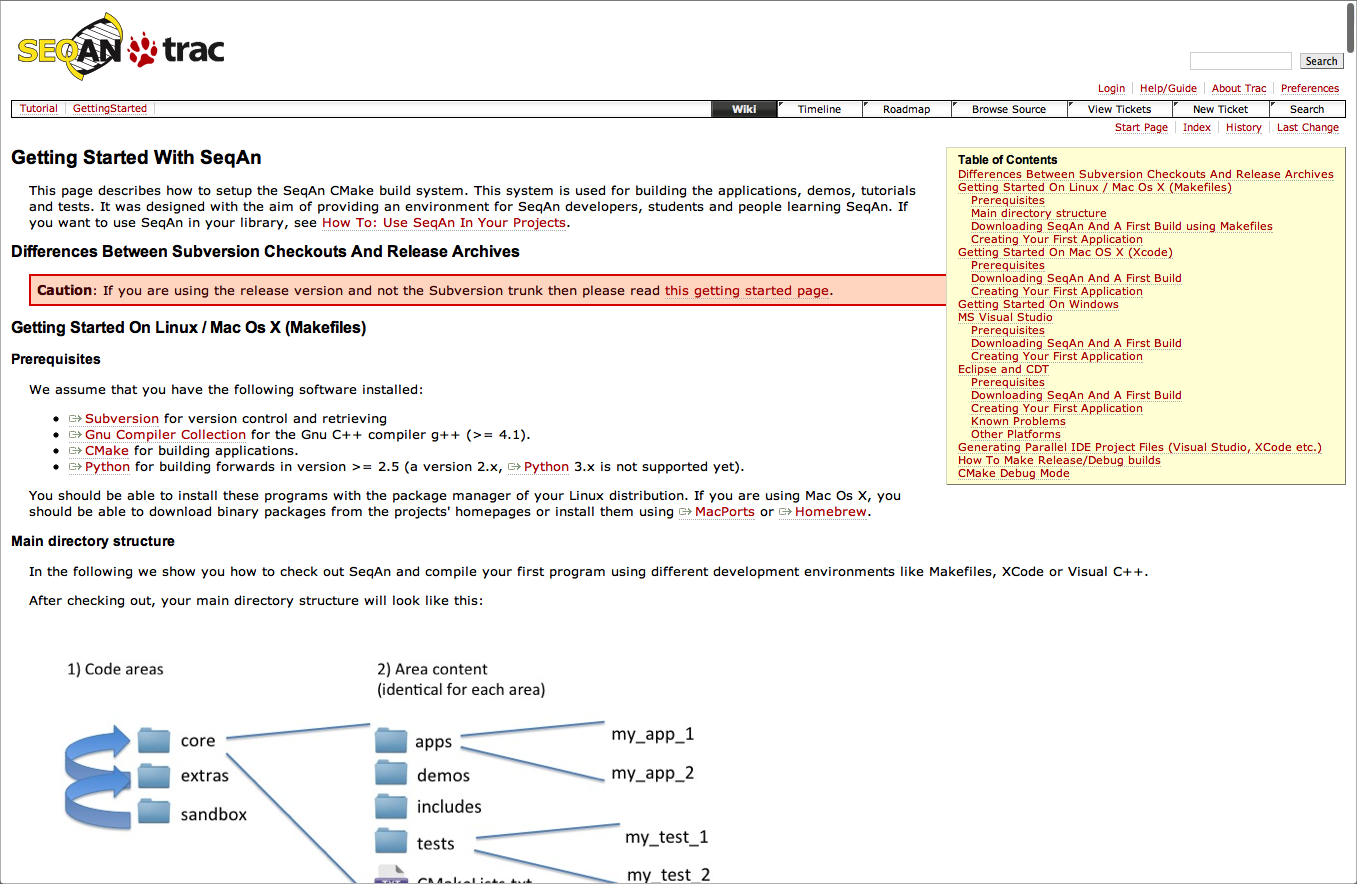 SEQAN trac
Search
Login Help/Guide About Trac Preferences
Tutorial GettingStarted Wiki Timeline Roadmap Browse Source View Tickets New Ticket Search
Start Page Index History Last Change
Getting Started With SeqAn
This page describes how to setup the SeqAn CMake build system. This system is used for building the applications, demos, tutorials
and tests. It was designed with the aim of providing an environment for SeqAn developers, students and people learning SeqAn. If
you want to use SeqAn in your library, see How To: Use SeqAn In Your Projects.
Differences Between Subversion Checkouts And Release Archives
Caution: If you are using the release version and not the Subversion trunk then please read this getting started page.
Getting Started On Linux / Mac Os X (Makefiles)
Prerequisites
We assume that you have the following software installed:
• Subversion for version control and retrieving
• Gnu Compiler Collection for the Gnu C++ compiler g++ (>= 4.1).
• CMake for building applications.
• Python for building forwards in version >= 2.5 (a version 2.x, Python 3.x is not supported yet).
You should be able to install these programs with the package manager of your Linux distribution. If you are using Mac Os X, you
should be able to download binary packages from the projects' homepages or install them using MacPorts or Homebrew.
Table of Contents
Differences Between Subversion Checkouts And Release Archives
Getting Started On Linux / Mac Os X (Makefiles)
Prerequisites
Main directory structure
Downloading SeqAn And A First Build using Makefiles
Creating Your First Application
Getting Started On Mac OS X (Xcode)
Prerequisites
Downloading SeqAn And A First Build
Creating Your First Application
Getting Started On Windows
MS Visual Studio
Prerequisites
Downloading SeqAn And A First Build
Creating Your First Application
Eclipse and CDT
Prerequisites
Downloading SeqAn And A First Build
Creating Your First Application
Known Problems
Other Platforms
Generating Parallel IDE Project Files (Visual Studio, XCode etc.)
How To Make Release/Debug builds
CMake Debug Mode
Main directory structure
In the following we show you how to check out SeqAn and compile your first program using different development environments like Makefiles, XCode or Visual C++.
After checking out, your main directory structure will look like this:
1) Code areas
core
extras
sandbox
2) Area content
(identical for each area)
apps
demos
includes
tests
TXT CMakeLists.txt
my_app_1
my_app_2
my_test_1
my_test_2